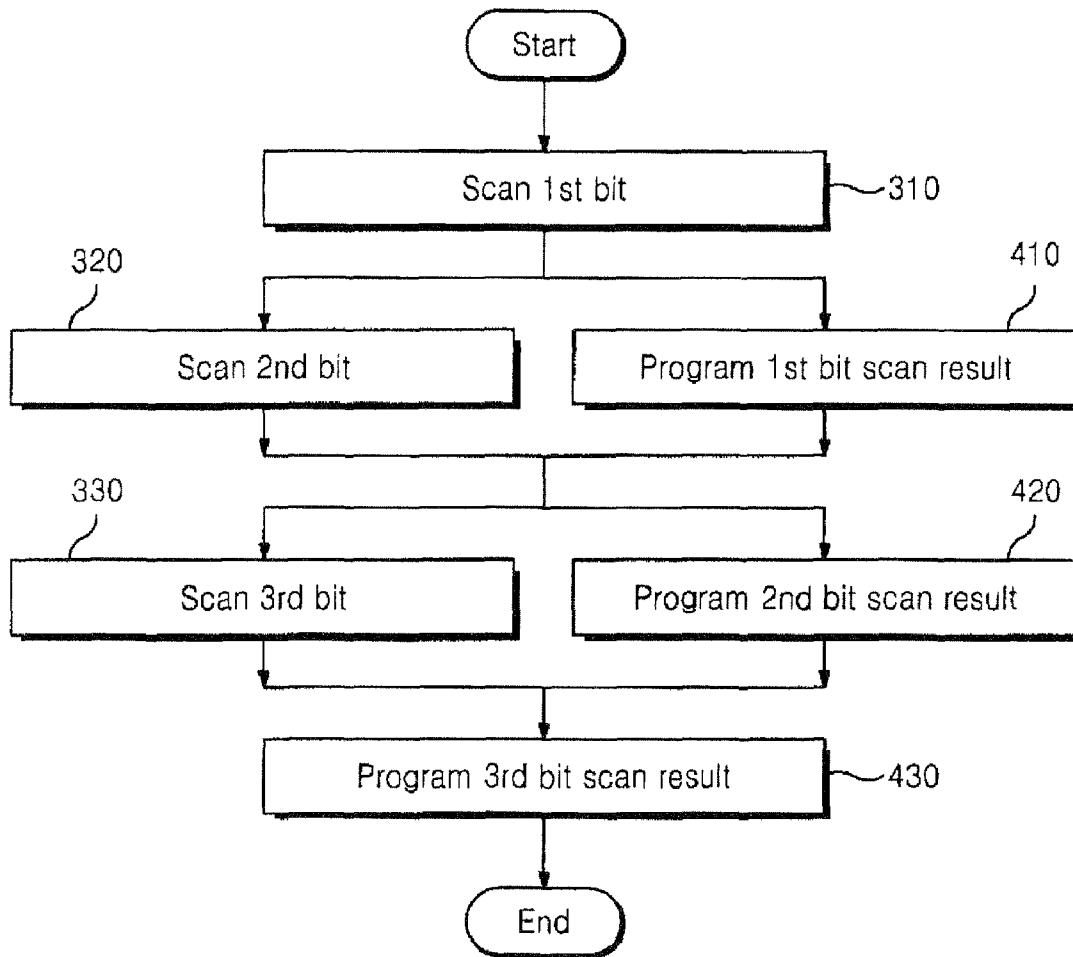 Start
Scan 1st bit
310
320
410
Scan 2nd bit
Program 1st bit scan result
330
420
Scan 3rd bit
Program 2nd bit scan result
Program 3rd bit scan result
430
End